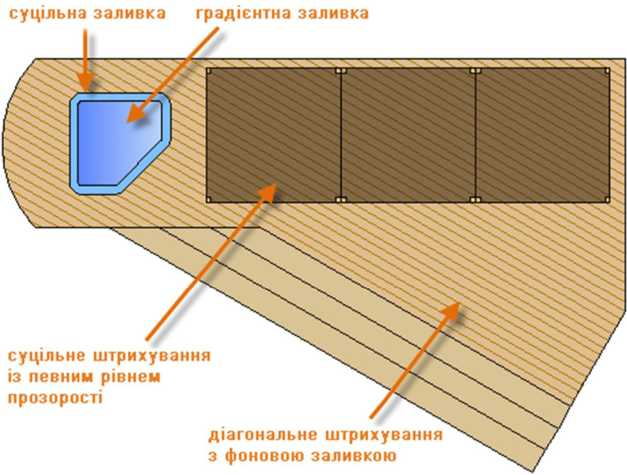 суцільна заливка
градієнтна заливка
суцільне штрихування
із певним рівнем
прозорості
діагональне штрихування
з фоновою заливкою